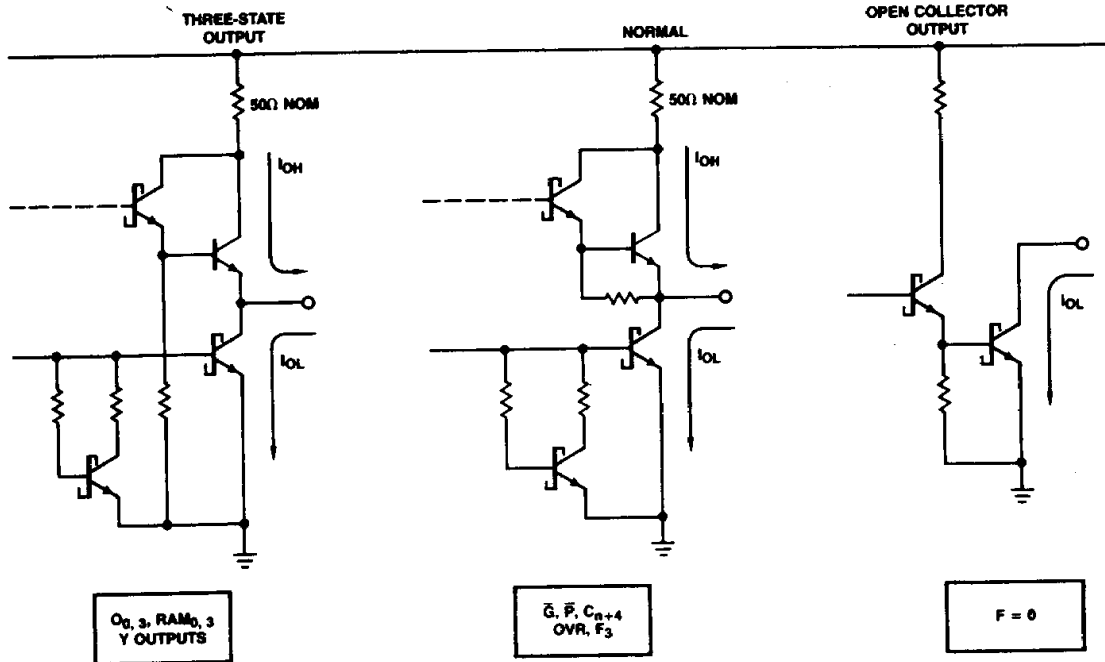 THREE-STATE
OUTPUT
NORMAL
OPEN COLLECTOR
OUTPUT
50Ω NOM
50Ω NOM
IOH
IOH
IOL
IOL
IOL
O0, 3, RAM0, 3
Y OUTPUTS
G̅, P̅, Cn+4
OVR, F3
F = 0